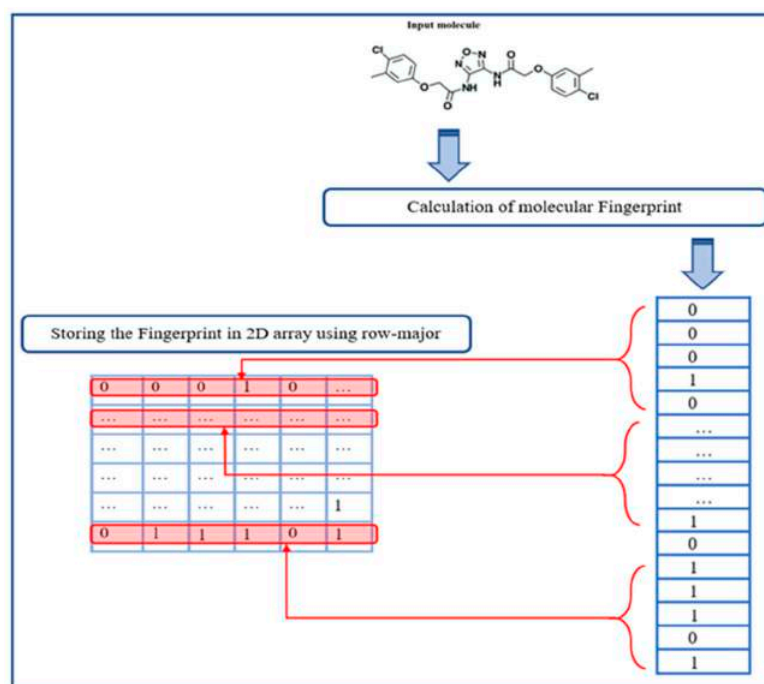 Input molecule
Cl
O
N
N
O
O
O
NH
N
H
O
Cl
Calculation of molecular Fingerprint
Storing the Fingerprint in 2D array using row-major
0 0 0 1 0 ...
... ... ... ... ... ...
... ... ... ... ... ...
... ... ... ... ... ...
... ... ... ... ... 1
0 1 1 1 0 1
0
0
0
1
0
...
...
...
...
1
0
1
1
1
0
1